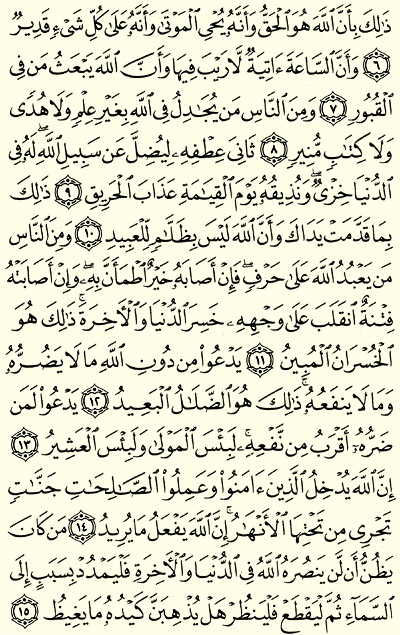 ذَٰلِكَ بِأَنَّ ٱللَّهَ هُوَ ٱلْحَقُّ وَأَنَّهُۥ يُحْىِ ٱلْمَوْتَىٰ وَأَنَّهُۥ عَلَىٰ كُلِّ شَىْءٍ قَدِيرٌ
٦ وَأَنَّ ٱلسَّاعَةَ ءَاتِيَةٌ لَّا رَيْبَ فِيهَا وَأَنَّ ٱللَّهَ يَبْعَثُ مَن فِى
ٱلْقُبُورِ ٧ وَمِنَ ٱلنَّاسِ مَن يُجَٰدِلُ فِى ٱللَّهِ بِغَيْرِ عِلْمٍ وَلَا هُدًى
وَلَا كِتَٰبٍ مُّنِيرٍ ٨ ثَانِىَ عِطْفِهِۦ لِيُضِلَّ عَن سَبِيلِ ٱللَّهِ ۖ لَهُۥ فِى
ٱلدُّنْيَا خِزْىٌ ۖ وَنُذِيقُهُۥ يَوْمَ ٱلْقِيَٰمَةِ عَذَابَ ٱلْحَرِيقِ ٩ ذَٰلِكَ
بِمَا قَدَّمَتْ يَدَاكَ وَأَنَّ ٱللَّهَ لَيْسَ بِظَلَّٰمٍ لِّلْعَبِيدِ ١٠ وَمِنَ ٱلنَّاسِ
مَن يَعْبُدُ ٱللَّهَ عَلَىٰ حَرْفٍ ۖ فَإِنْ أَصَابَهُۥ خَيْرٌ ٱطْمَأَنَّ بِهِۦ ۖ وَإِنْ أَصَابَتْهُ
فِتْنَةٌ ٱنقَلَبَ عَلَىٰ وَجْهِهِۦ خَسِرَ ٱلدُّنْيَا وَٱلْءَاخِرَةَ ۚ ذَٰلِكَ هُوَ
ٱلْخُسْرَانُ ٱلْمُبِينُ ١١ يَدْعُوا۟ مِن دُونِ ٱللَّهِ مَا لَا يَضُرُّهُۥ
وَمَا لَا يَنفَعُهُۥ ۚ ذَٰلِكَ هُوَ ٱلضَّلَٰلُ ٱلْبَعِيدُ ١٢ يَدْعُوا۟ لَمَن
ضَرُّهُۥٓ أَقْرَبُ مِن نَّفْعِهِۦ ۚ لَبِئْسَ ٱلْمَوْلَىٰ وَلَبِئْسَ ٱلْعَشِيرُ ١٣
إِنَّ ٱللَّهَ يُدْخِلُ ٱلَّذِينَ ءَامَنُوا۟ وَعَمِلُوا۟ ٱلصَّٰلِحَٰتِ جَنَّٰتٍ
تَجْرِى مِن تَحْتِهَا ٱلْأَنْهَٰرُ ۚ إِنَّ ٱللَّهَ يَفْعَلُ مَا يُرِيدُ ١٤ مَن كَانَ
يَظُنُّ أَن لَّن يَنصُرَهُ ٱللَّهُ فِى ٱلدُّنْيَا وَٱلْءَاخِرَةِ فَلْيَمْدُدْ بِسَبَبٍ إِلَى
ٱلسَّمَآءِ ثُمَّ لْيَقْطَعْ فَلْيَنظُرْ هَلْ يُذْهِبَنَّ كَيْدُهُۥ مَا يَغِيظُ ١٥